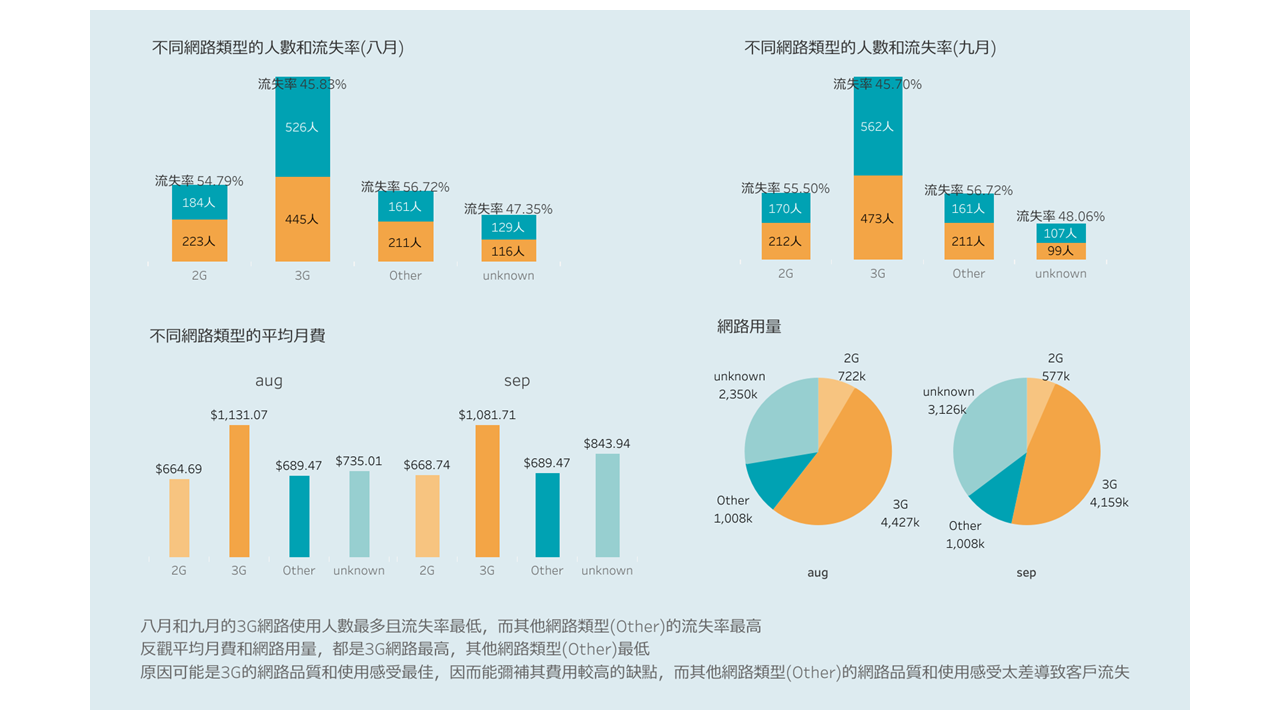 不同網路類型的人數和流失率(八月)
流失率 45.83%
526人
445人
流失率 54.79%
184人
223人
流失率 56.72%
161人
211人
流失率 47.35%
129人
116人
2G
3G
Other
unknown
不同網路類型的人數和流失率(九月)
流失率 45.70%
562人
473人
流失率 55.50%
170人
212人
流失率 56.72%
161人
211人
流失率 48.06%
107人
99人
2G
3G
Other
unknown
不同網路類型的平均月費
aug
sep
$664.69
$1,131.07
$689.47
$735.01
$668.74
$1,081.71
$689.47
$843.94
2G
3G
Other
unknown
2G
3G
Other
unknown
網路用量
2G
722k
unknown
2,350k
Other
1,008k
3G
4,427k
aug
2G
577k
unknown
3,126k
3G
4,159k
Other
1,008k
sep
八月和九月的3G網路使用人數最多且流失率最低，而其他網路類型(Other)的流失率最高
反觀平均月費和網路用量，都是3G網路最高，其他網路類型(Other)最低
原因可能是3G的網路品質和使用感受最佳，因而能彌補其費用較高的缺點，而其他網路類型(Other)的網路品質和使用感受太差導致客戶流失